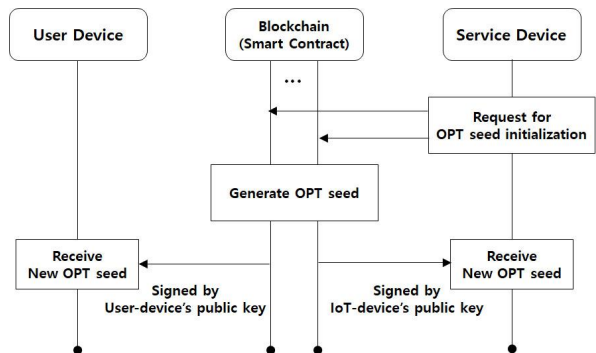 User Device
Blockchain
(Smart Contract)
Service Device
...
Request for
OPT seed initialization
Generate OPT seed
Receive
New OPT seed
Receive
New OPT seed
Signed by
User-device's public key
Signed by
IoT-device's public key